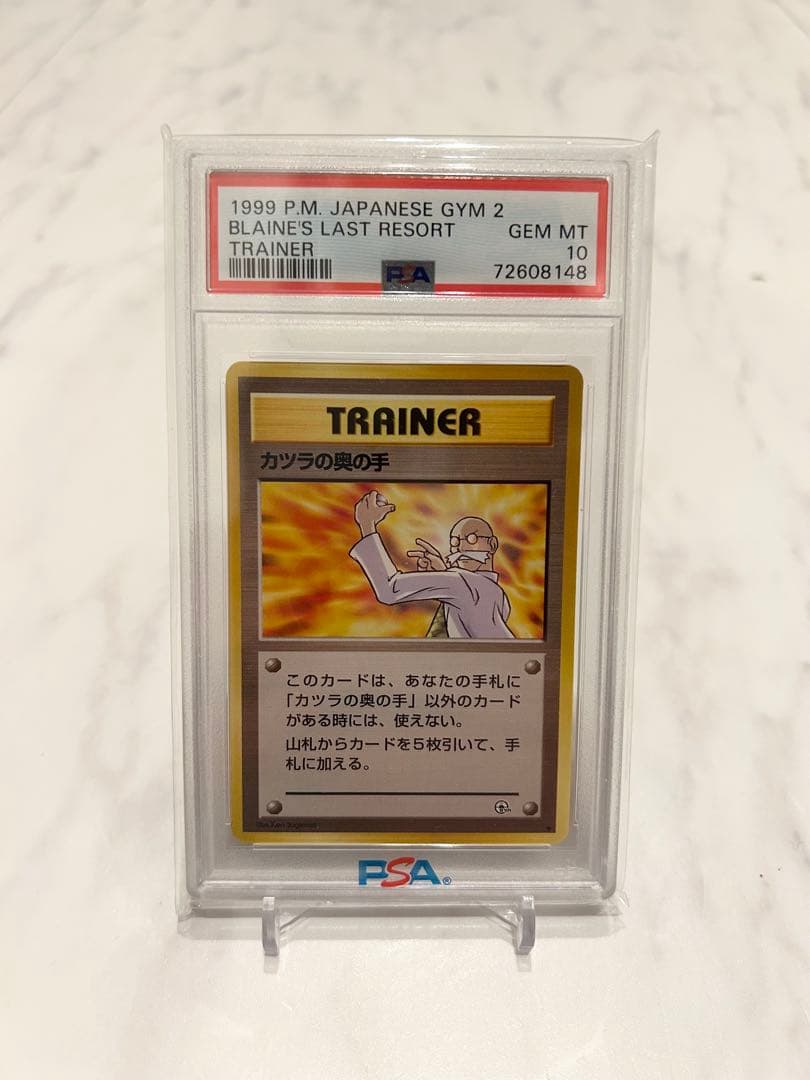 1999 P.M. JAPANESE GYM 2
BLAINE'S LAST RESORT GEM MT
TRAINER 10
72608148
PSA
TRAINER
カツラの奥の手
このカードは、あなたの手札に
「カツラの奥の手」以外のカード
がある時には、使えない。
山札からカードを5枚引いて、手
札に加える。
PSA®